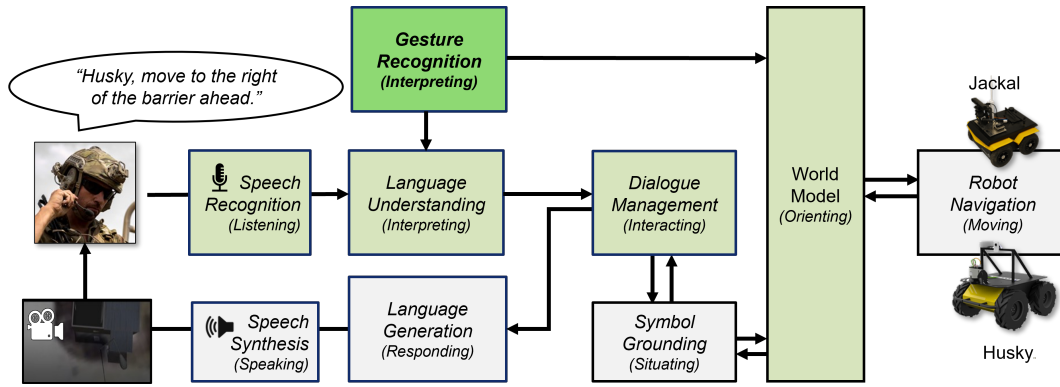 Gesture
Recognition
(Interpreting)
“Husky, move to the right
of the barrier ahead.”
Jackal
Speech
Recognition
(Listening)
Language
Understanding
(Interpreting)
Dialogue
Management
(Interacting)
World
Model
(Orienting)
Robot
Navigation
(Moving)
Speech
Synthesis
(Speaking)
Language
Generation
(Responding)
Symbol
Grounding
(Situating)
Husky